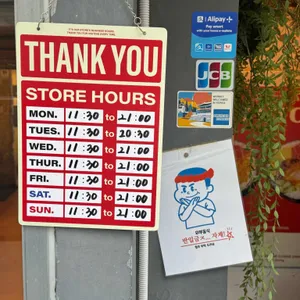 THANK YOU
STORE HOURS
MON. 11:30 to 21:00
TUES. 11:30 to 20:30
WED. 11:30 to 21:00
THUR. 11:30 to 21:00
FRI. 11:30 to 21:00
SAT. 11:30 to 21:00
SUN. 11:30 to 21:00
Alipay+
JCB